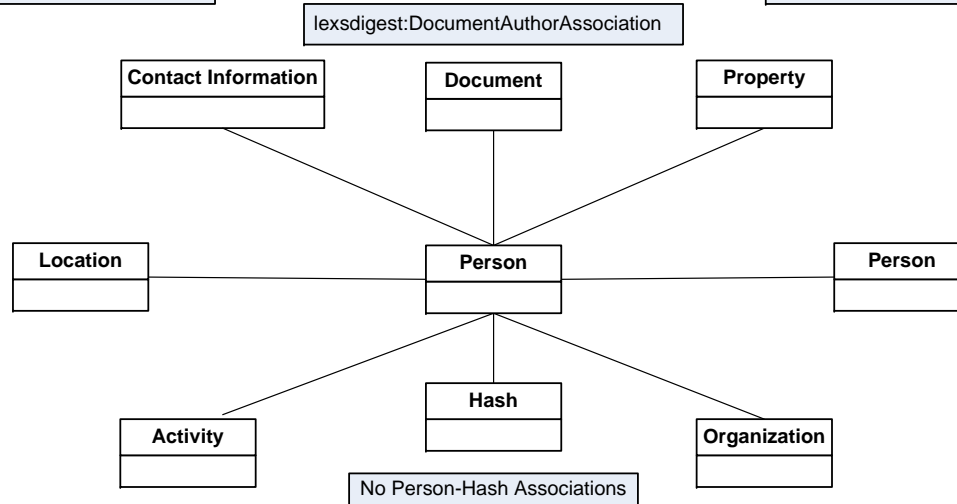 lexsdigest:DocumentAuthorAssociation
Contact Information
Document
Property
Location
Person
Person
Activity
Hash
Organization
No Person-Hash Associations